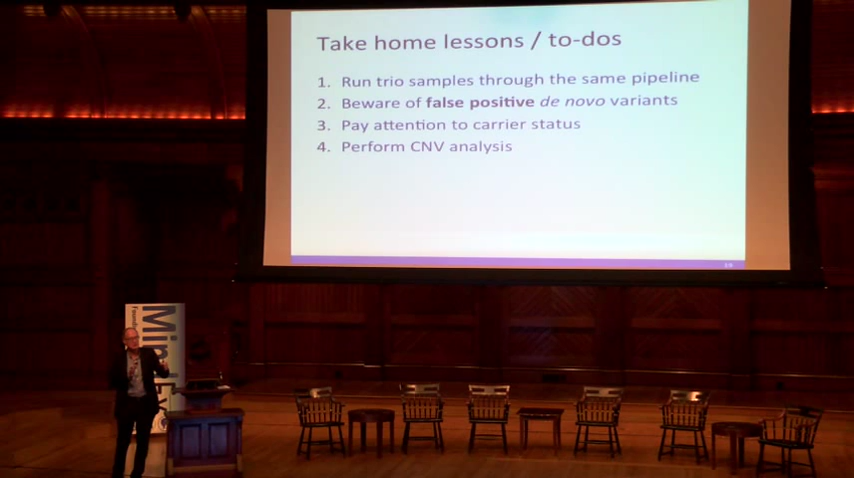 Take home lessons / to-dos
1. Run trio samples through the same pipeline
2. Beware of false positive de novo variants
3. Pay attention to carrier status
4. Perform CNV analysis